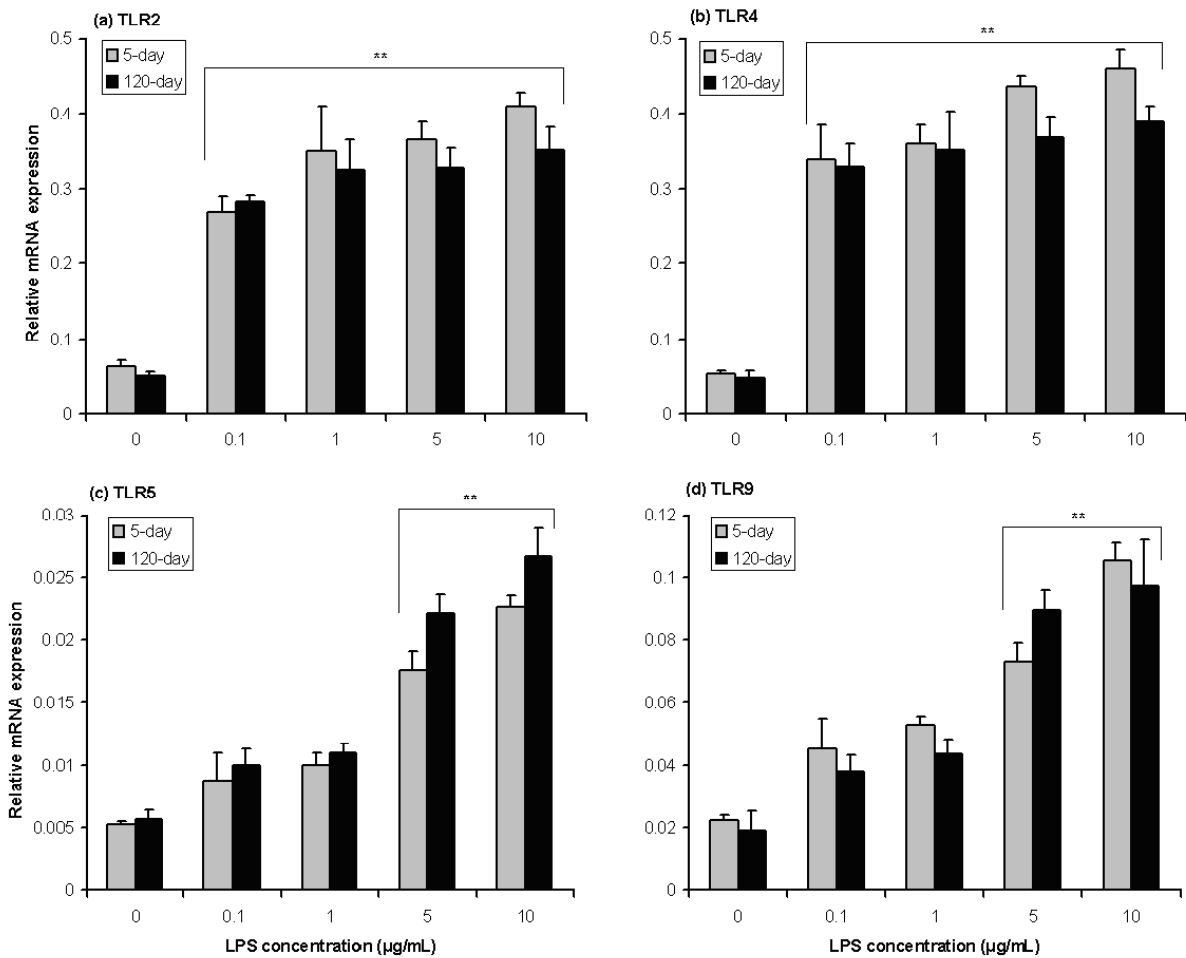 (a) TLR2
0.5
0.4
0.3
0.2
0.1
0
Relative mRNA expression
5-day
120-day
**
0 0.1 1 5 10
(b) TLR4
0.5
0.4
0.3
0.2
0.1
0
5-day
120-day
**
0 0.1 1 5 10
(c) TLR5
0.03
0.025
0.02
0.015
0.01
0.005
0
Relative mRNA expression
5-day
120-day
**
0 0.1 1 5 10
LPS concentration (µg/mL)
(d) TLR9
0.12
0.1
0.08
0.06
0.04
0.02
0
5-day
120-day
**
0 0.1 1 5 10
LPS concentration (µg/mL)